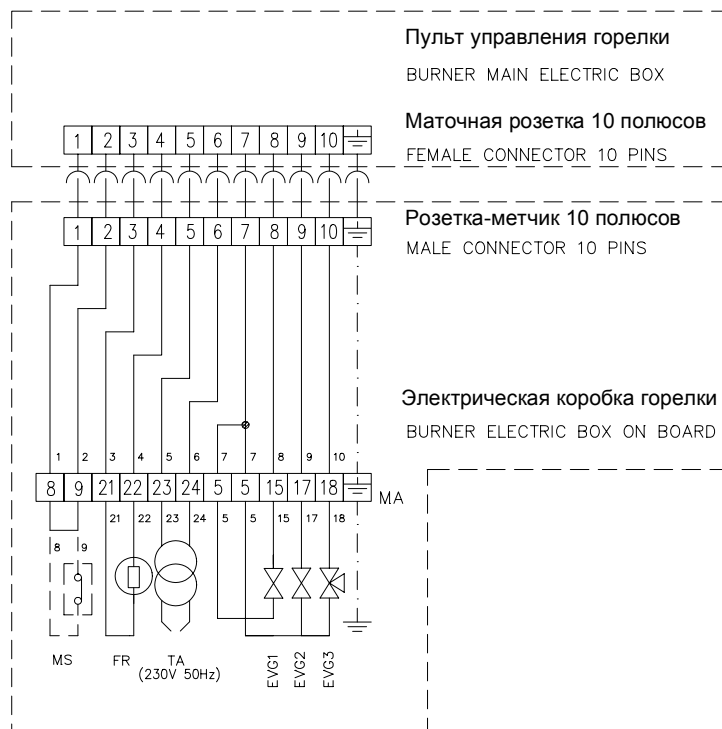 Пульт управления горелки
BURNER MAIN ELECTRIC BOX
Маточная розетка 10 полюсов
1 2 3 4 5 6 7 8 9 10
FEMALE CONNECTOR 10 PINS
Розетка-метчик 10 полюсов
1 2 3 4 5 6 7 8 9 10
MALE CONNECTOR 10 PINS
Электрическая коробка горелки
BURNER ELECTRIC BOX ON BOARD
1 2 3 4 5 6 7 7 8 9 10
8 9 21 22 23 24 5 5 15 17 18 MA
21 22 23 24 5 5 15 17 18
8 9
MS FR TA
(230V 50Hz)
EVG1 EVG2 EVG3